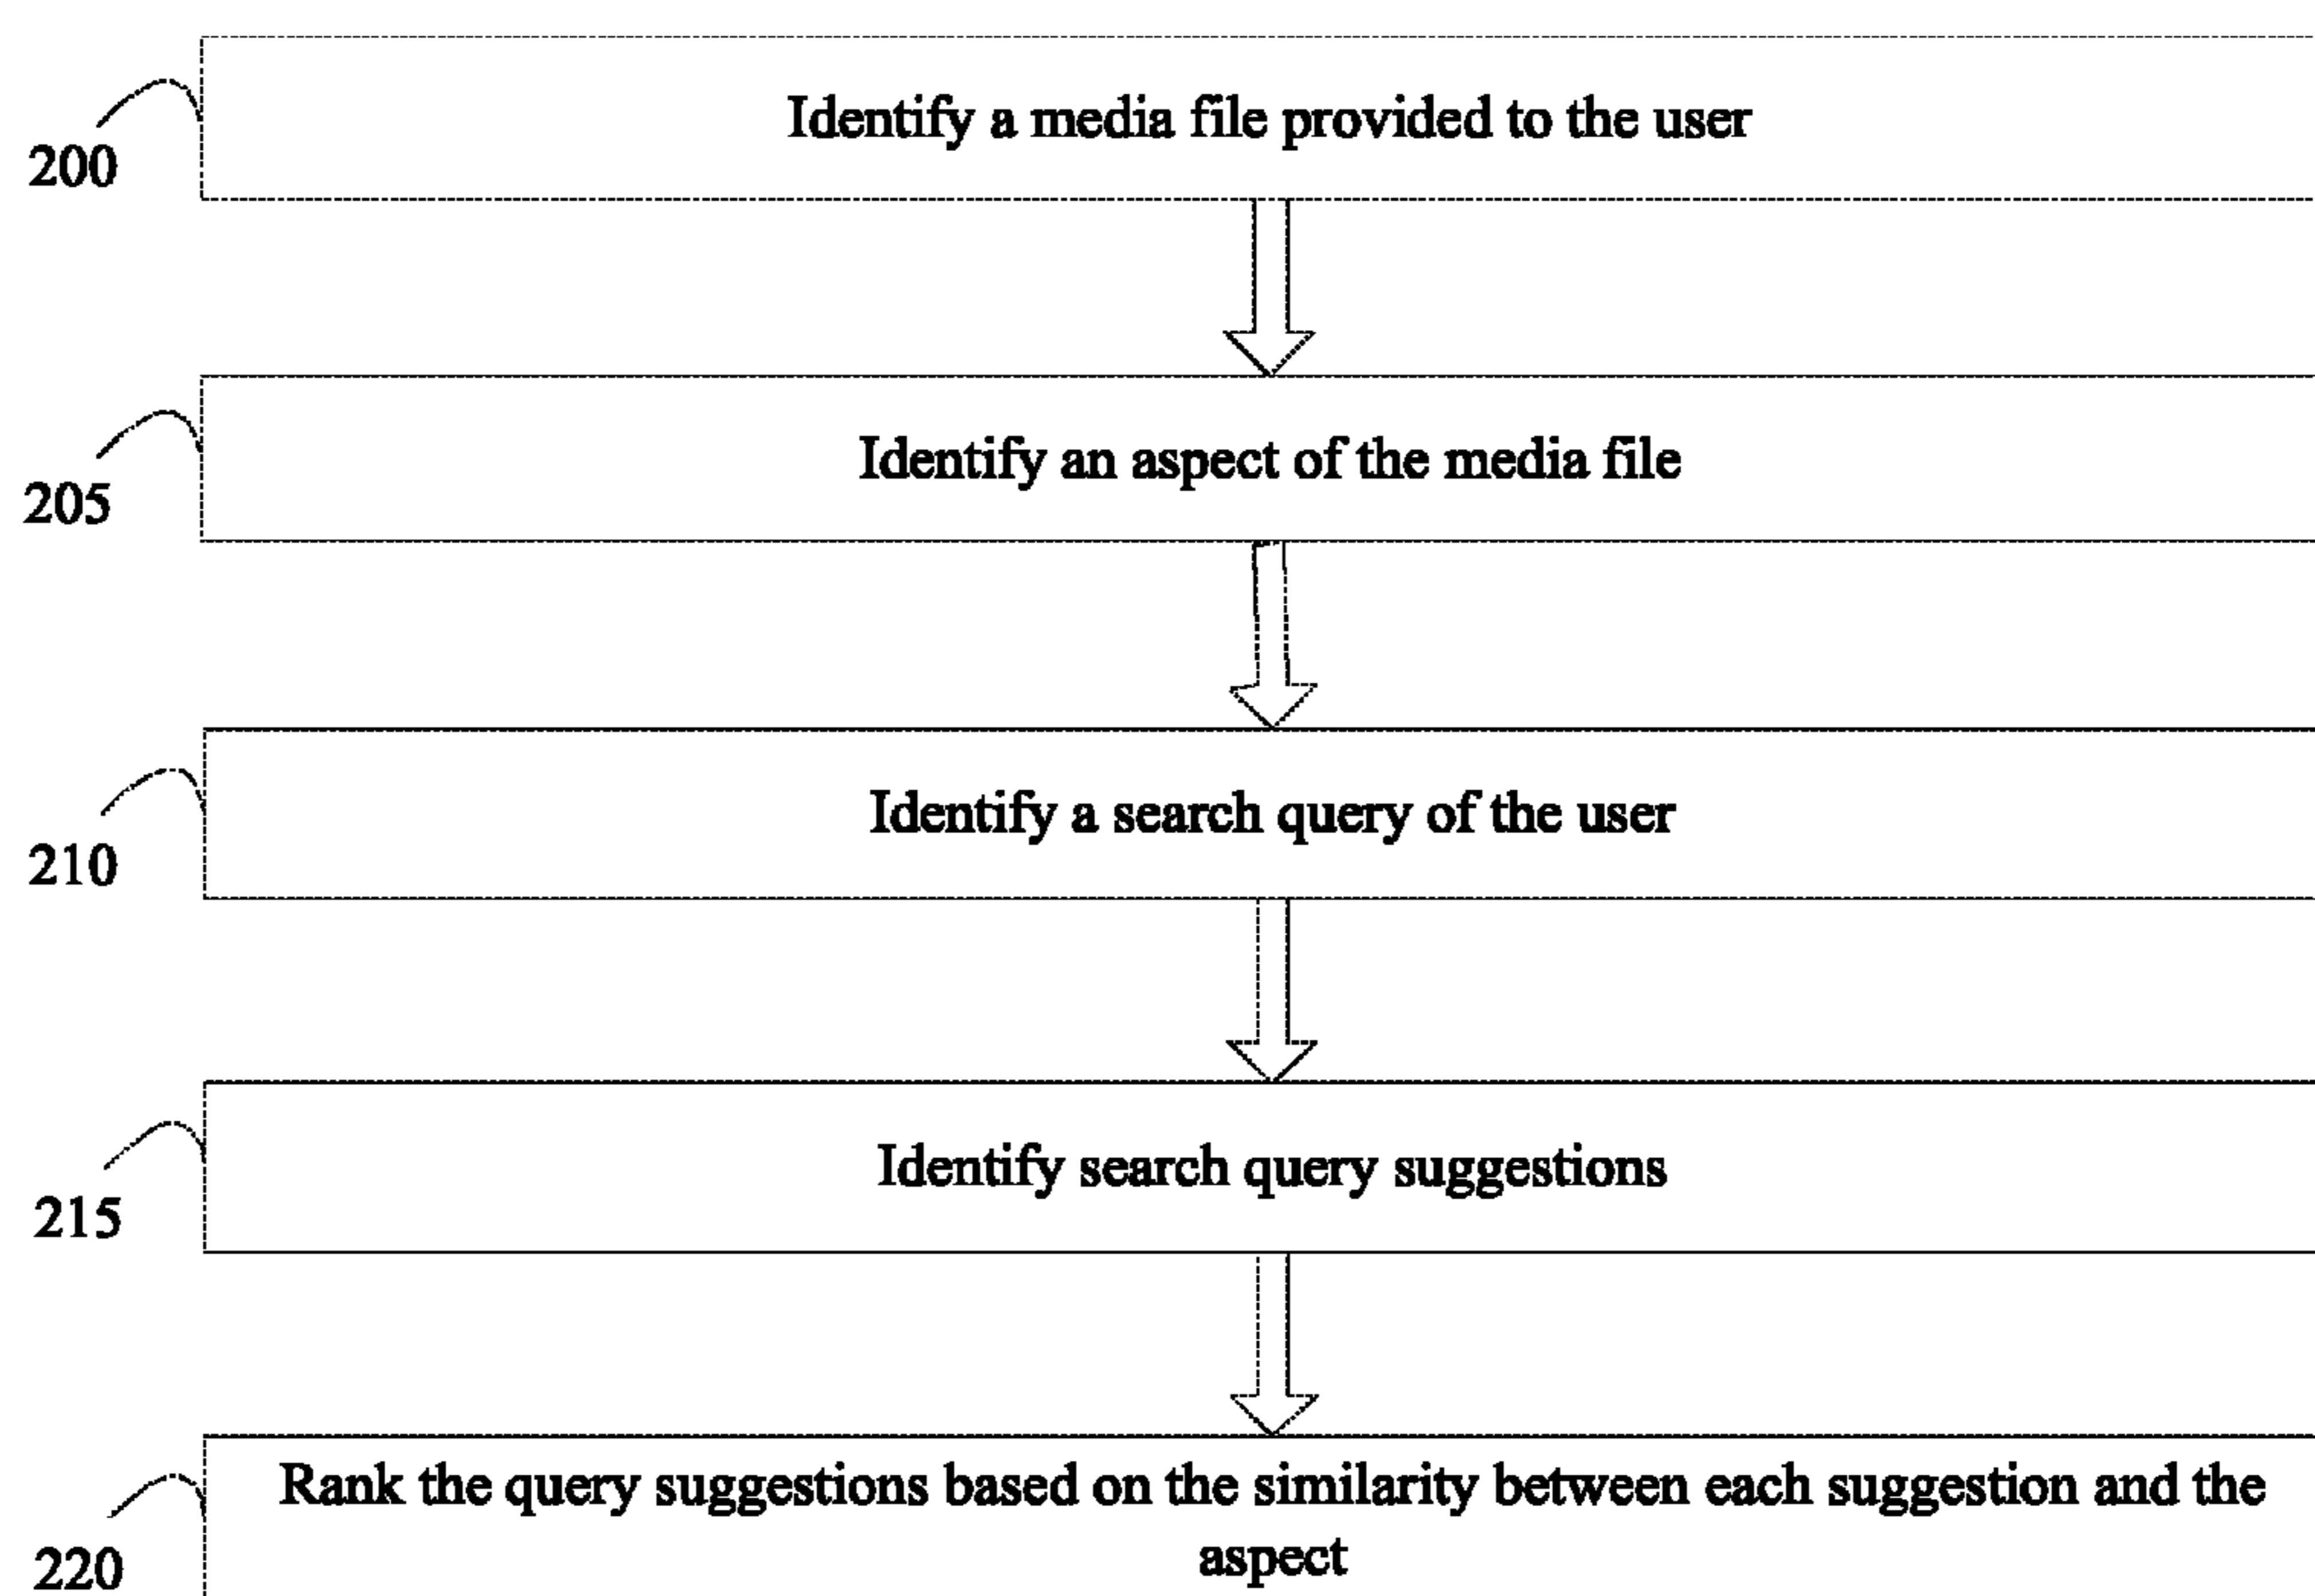 Identify a media file provided to the user
200
Identify an aspect of the media file
205
Identify a search query of the user
210
Identify search query suggestions
215
Rank the query suggestions based on the similarity between each suggestion and the
aspect
220